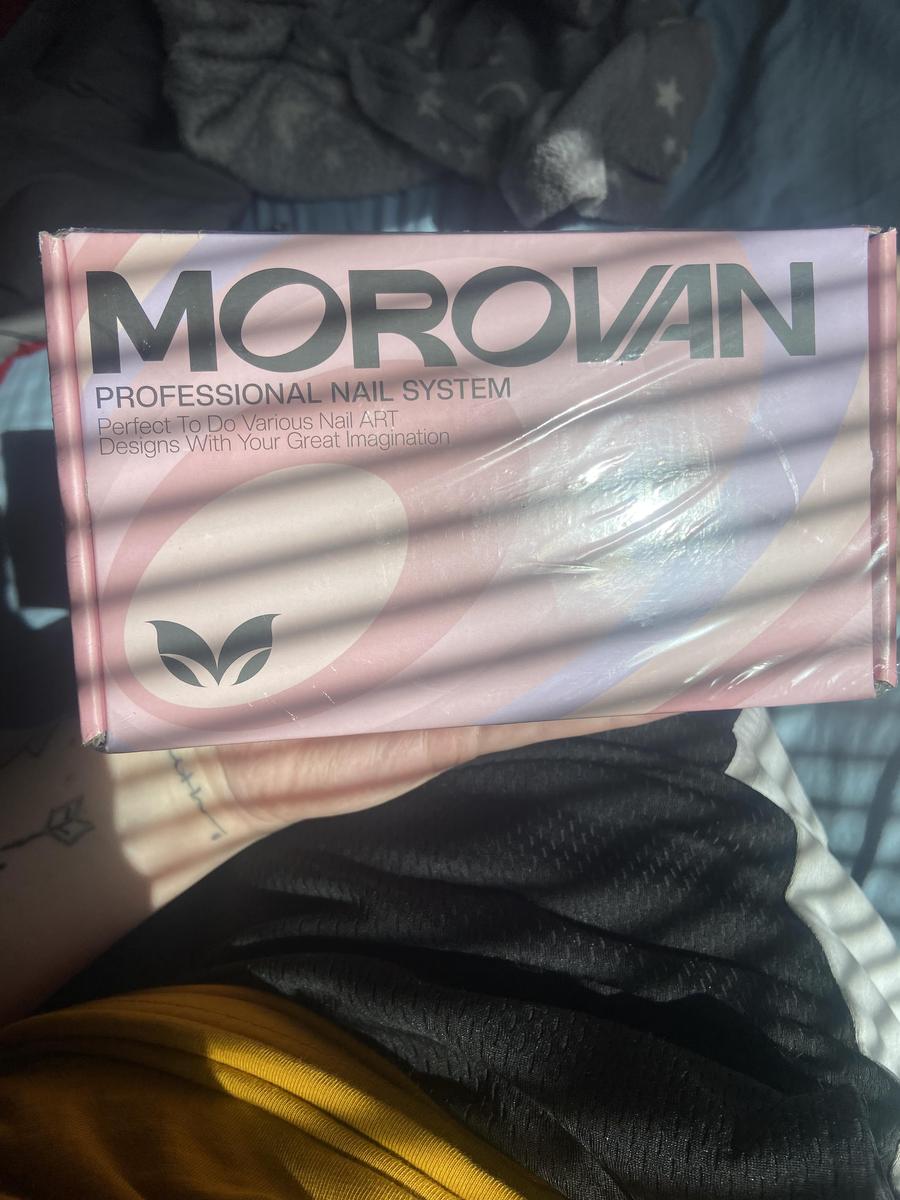 MOROVAN
PROFESSIONAL NAIL SYSTEM
Perfect To Do Various Nail ART
Designs With Your Great Imagination